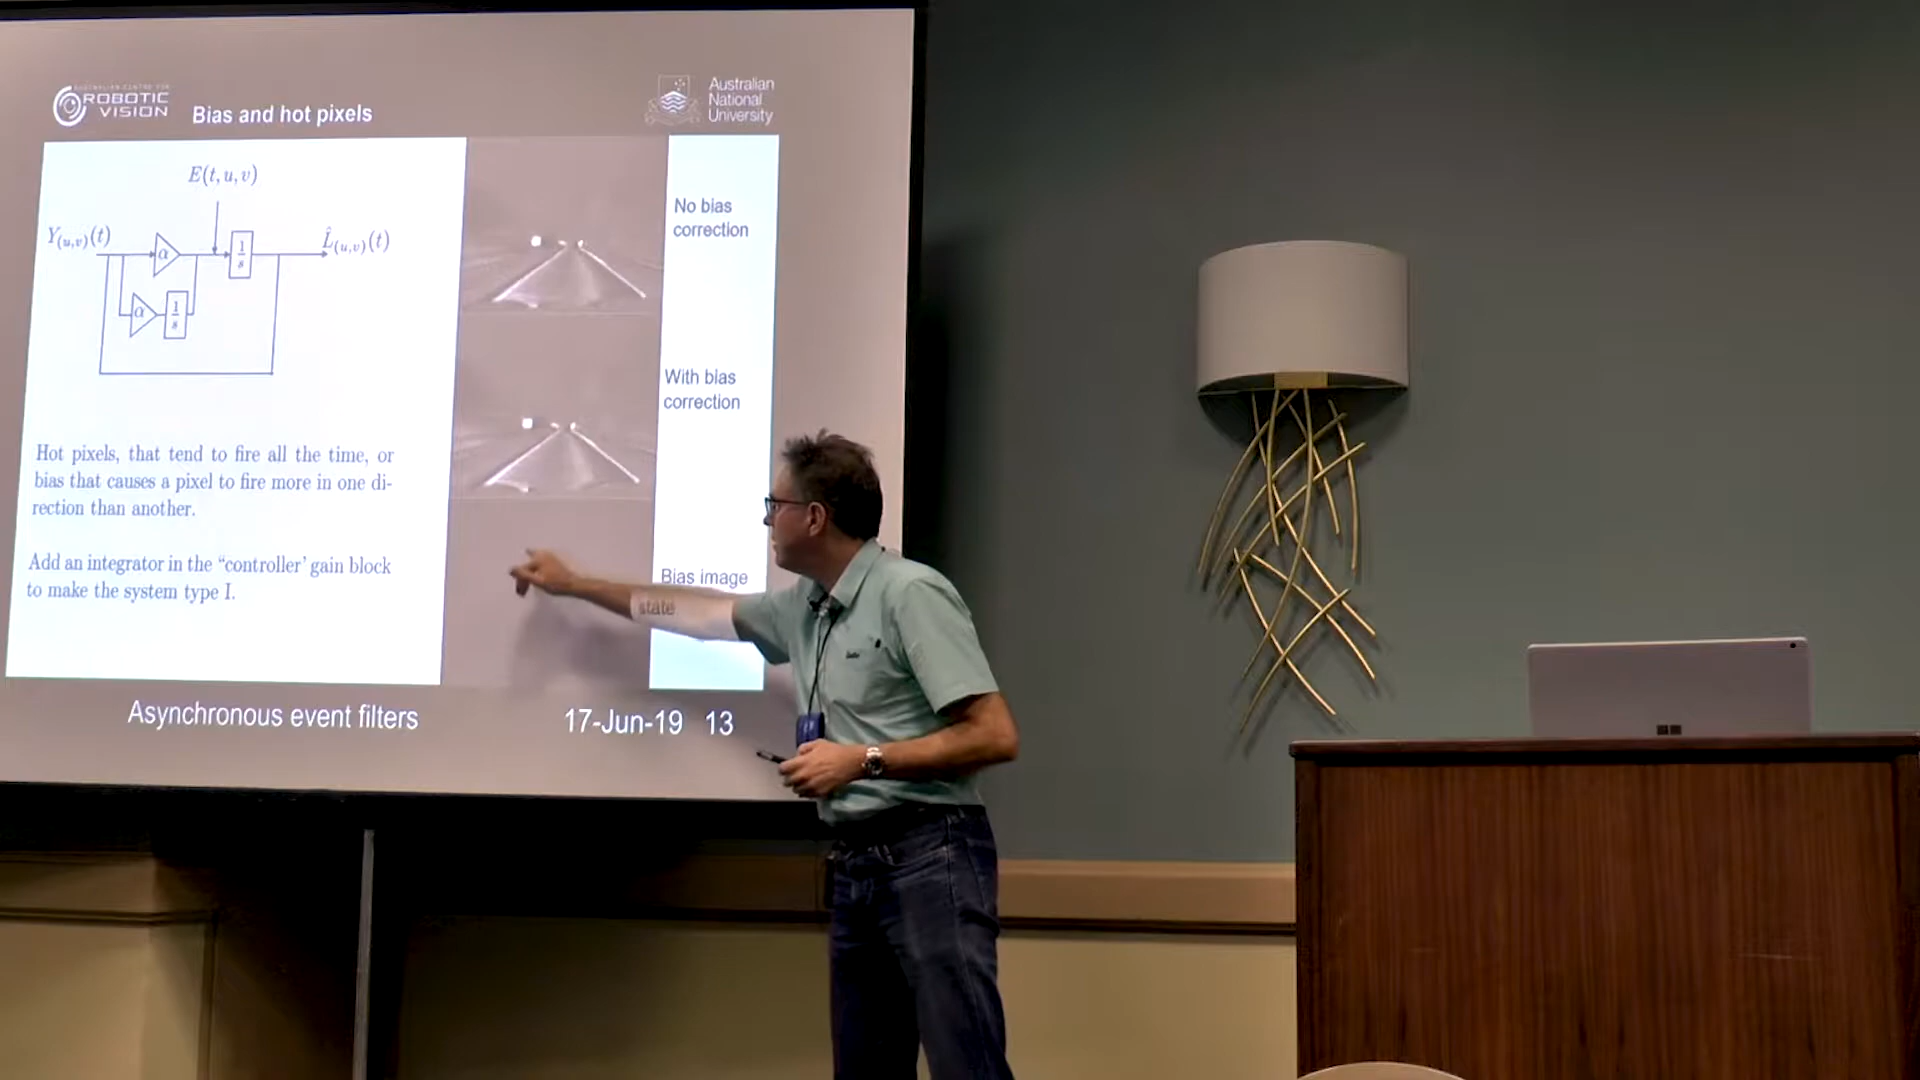 AUSTRALIAN CENTRE FOR
ROBOTIC
VISION
Bias and hot pixels
Australian
National
University
E(t, u, v)
Y(u,v)(t)
α
1/s
L̂(u,v)(t)
α
1/s
No bias
correction
With bias
correction
Bias image
state
Hot pixels, that tend to fire all the time, or
bias that causes a pixel to fire more in one di-
rection than another.
Add an integrator in the “controller’ gain block
to make the system type I.
Asynchronous event filters
17-Jun-19 13